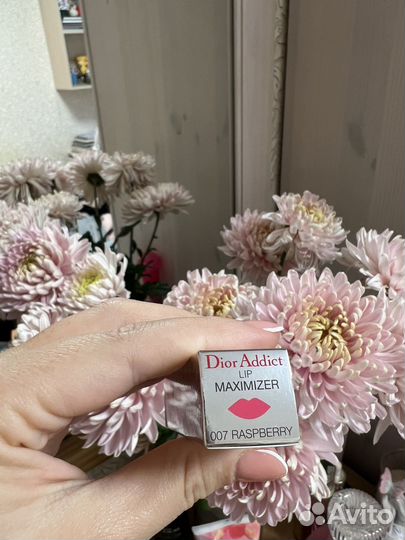 Dior Addict
LIP
MAXIMIZER
007 RASPBERRY
Avito